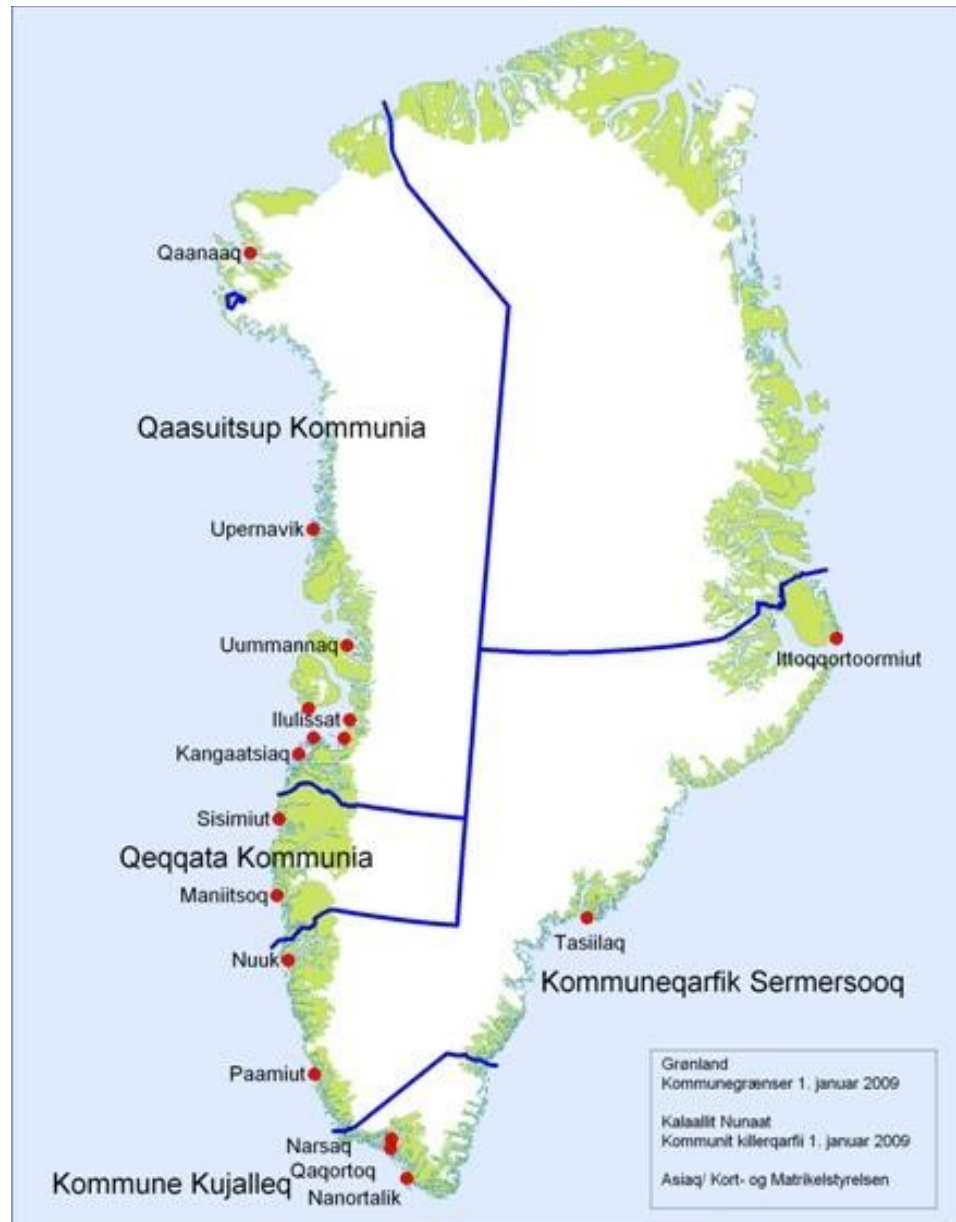 Qaanaaq
Qaasuitsup Kommunia
Upernavik
Uummannaq
Ittoqqortoormiut
Ilulissat
Kangaatsiaq
Sisimiut
Qeqqata Kommunia
Maniitsoq
Tasiilaq
Nuuk
Kommuneqarfik Sermersooq
Paamiut
Narsaq
Qaqortoq
Kommune Kujalleq
Nanortalik
Grønland
Kommunegrænser 1. januar 2009
Kalaallit Nunaat
Kommunit killerqarfii 1. januar 2009
Asiaq/ Kort- og Matrikelstyrelsen